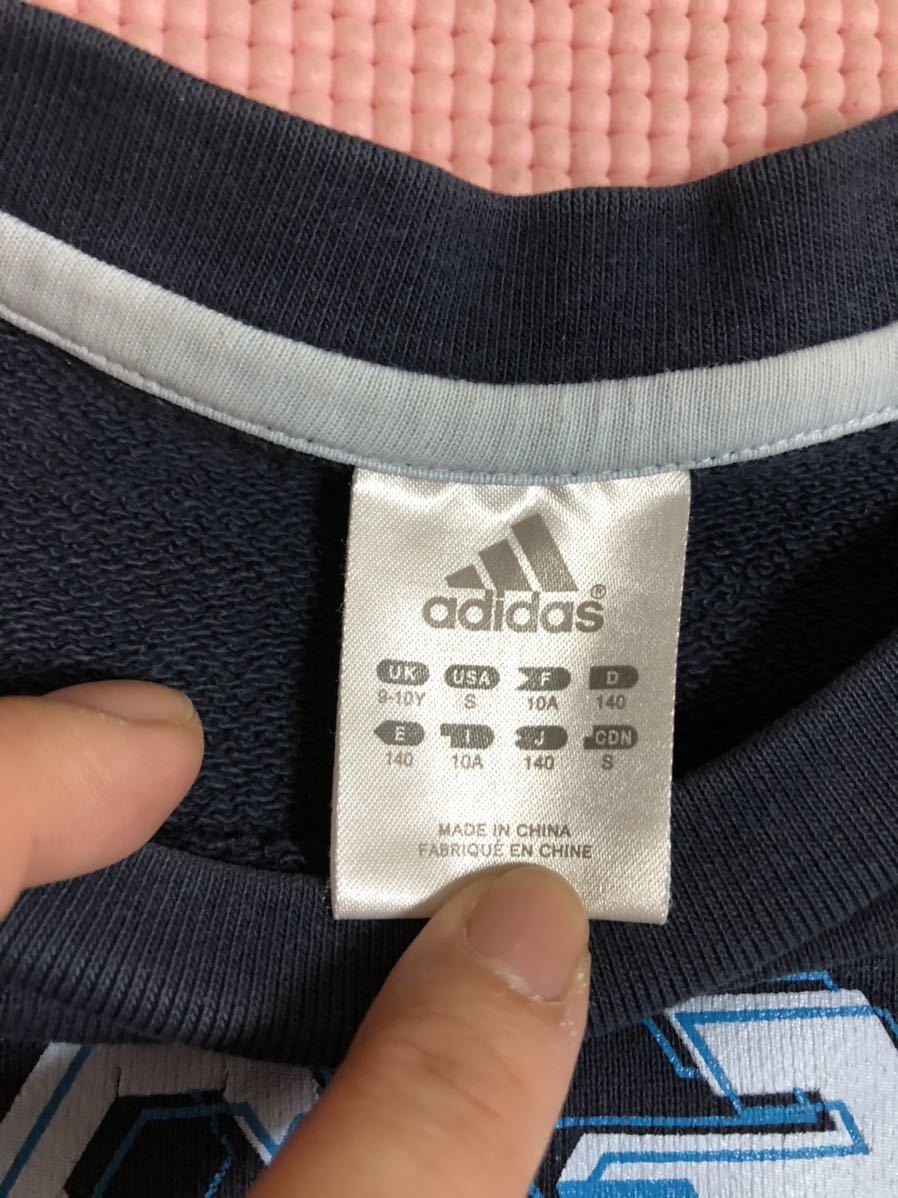 adidas®
UK USA F D
9-10Y S 10A 140
E I J CDN
140 10A 140 S
MADE IN CHINA
FABRIQUÉ EN CHINE